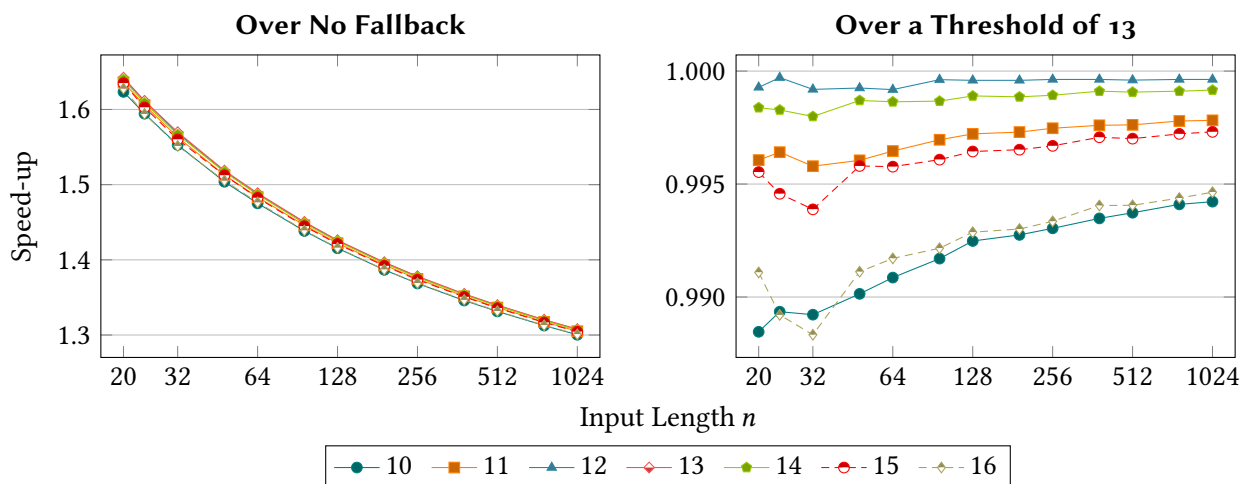 Over No Fallback
Speed-up
1.6
1.5
1.4
1.3
20 32 64 128 256 512 1024
Over a Threshold of 13
1.000
0.995
0.990
20 32 64 128 256 512 1024
Input Length n
10 11 12 13 14 15 16